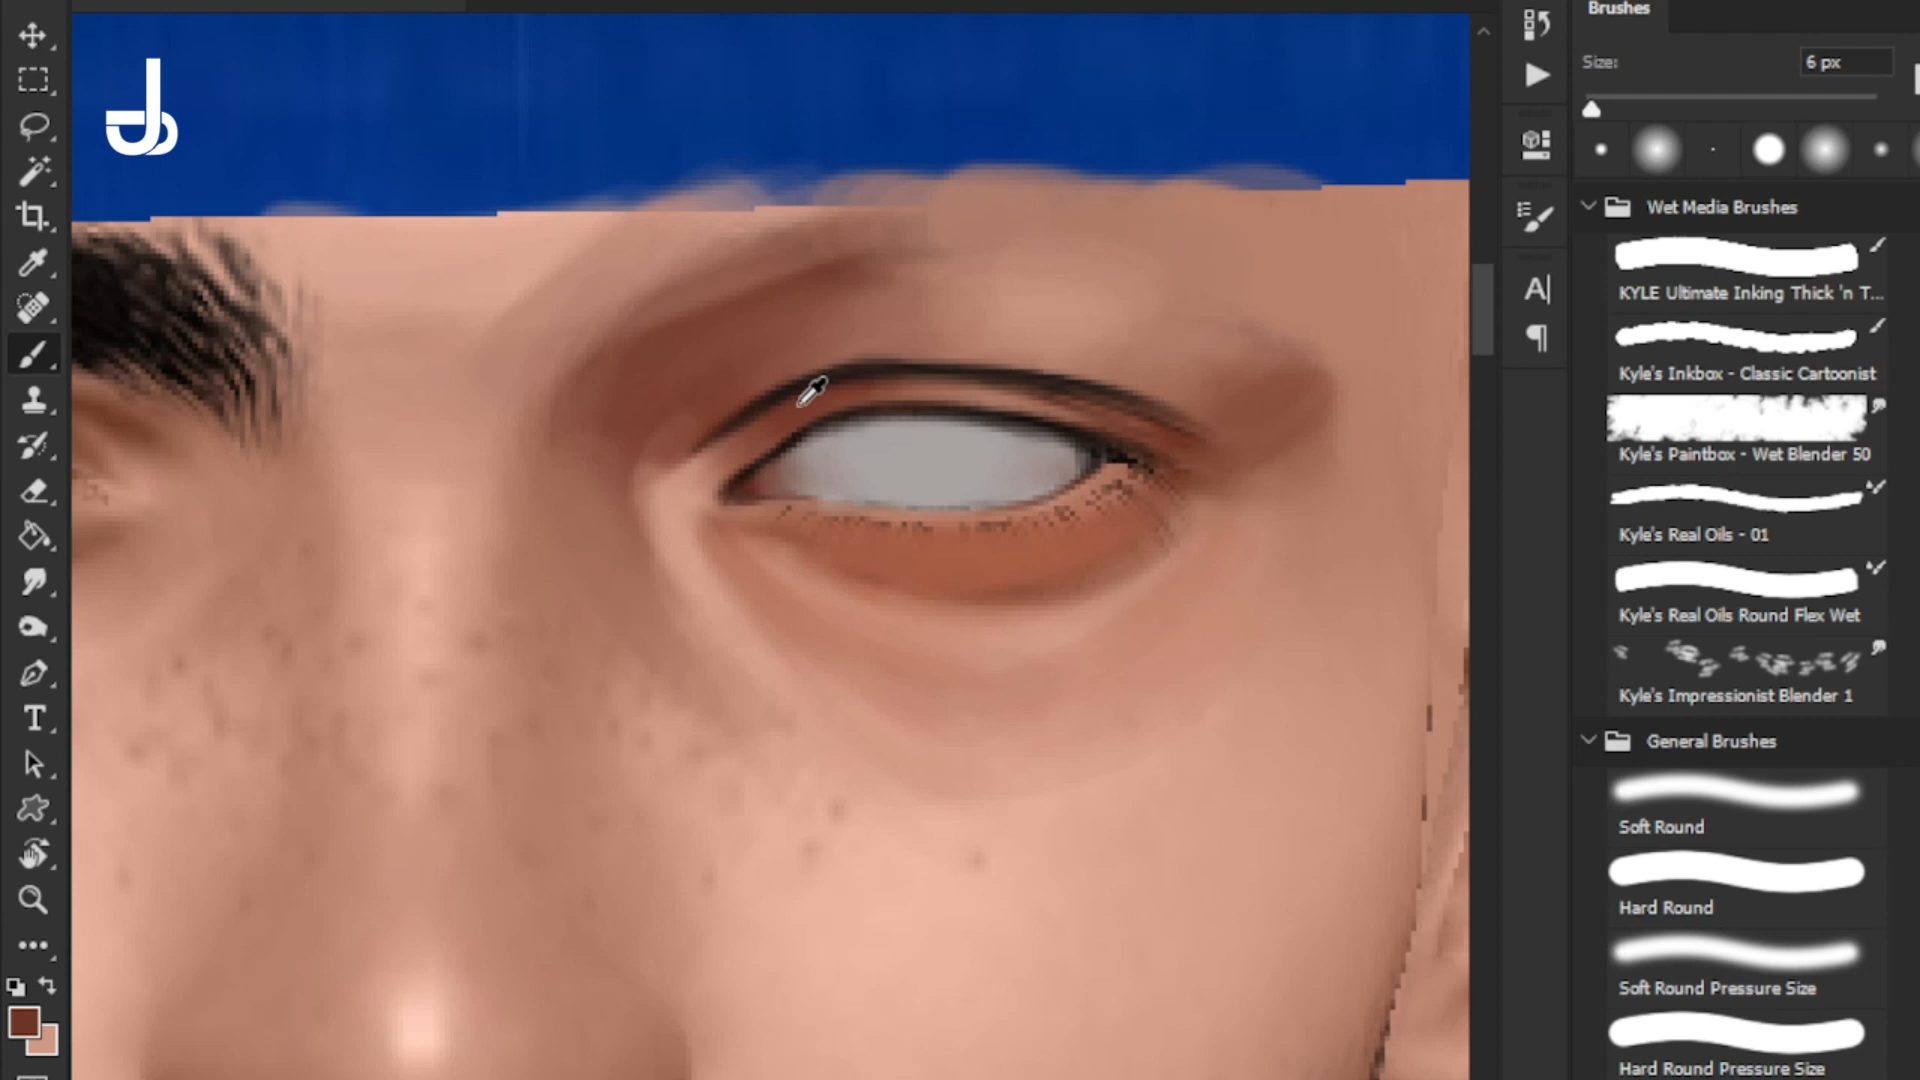 Brushes
Size:
6 px
Wet Media Brushes
KYLE Ultimate Inking Thick 'n T...
Kyle's Inkbox - Classic Cartoonist
Kyle's Paintbox - Wet Blender 50
Kyle's Real Oils - 01
Kyle's Real Oils Round Flex Wet
Kyle's Impressionist Blender 1
General Brushes
Soft Round
Hard Round
Soft Round Pressure Size
Hard Round Pressure Size